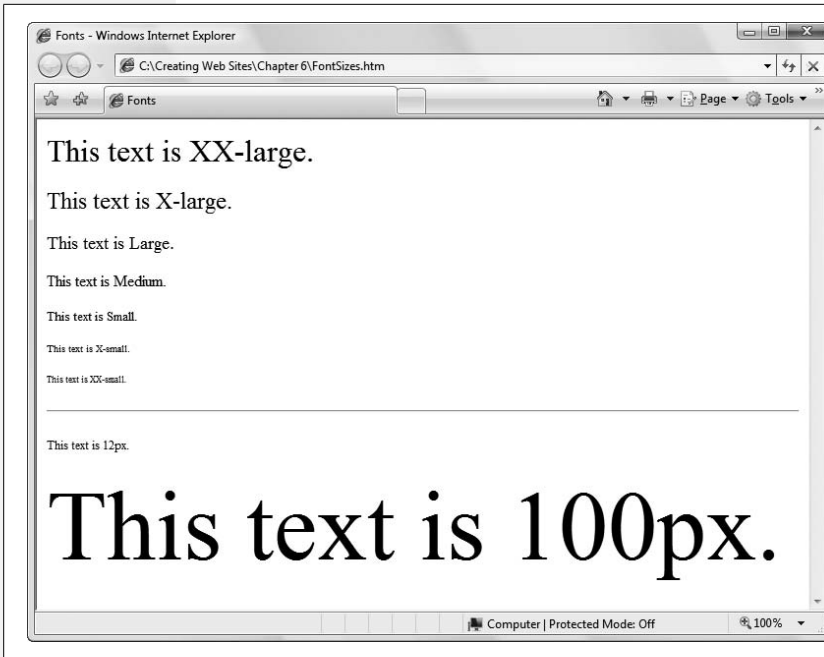 Fonts - Windows Internet Explorer
C:\Creating Web Sites\Chapter 6\FontSizes.htm
Fonts
Page
Tools
This text is XX-large.
This text is X-large.
This text is Large.
This text is Medium.
This text is Small.
This text is X-small.
This text is XX-small.
This text is 12px.
This text is 100px.
Computer | Protected Mode: Off
100%